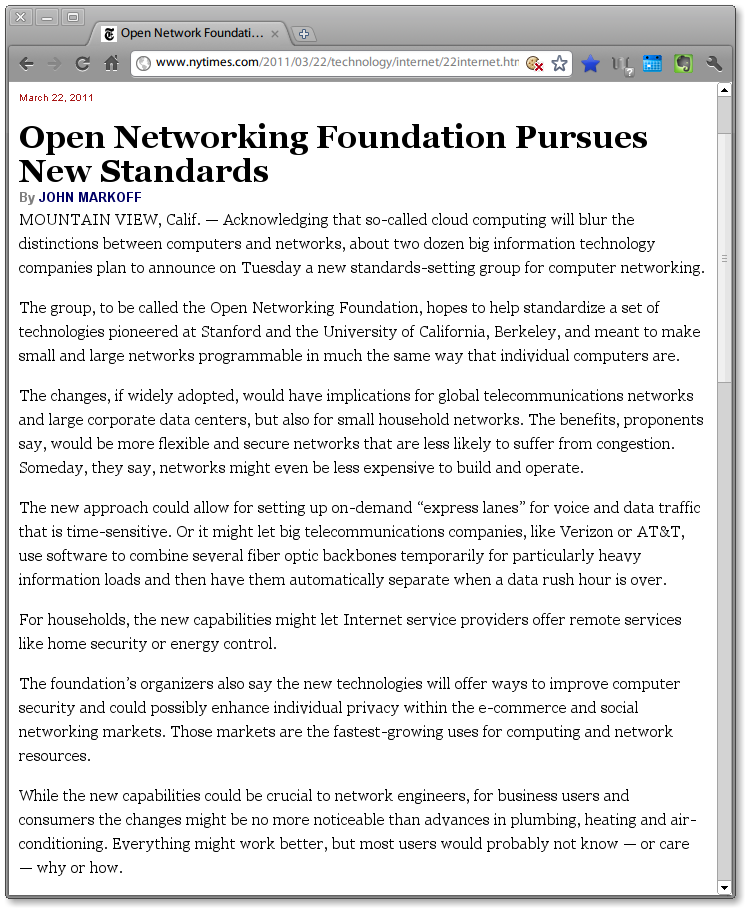 Open Network Foundati...
www.nytimes.com/2011/03/22/technology/internet/22internet.htm
March 22, 2011
Open Networking Foundation Pursues
New Standards
By JOHN MARKOFF
MOUNTAIN VIEW, Calif. — Acknowledging that so-called cloud computing will blur the
distinctions between computers and networks, about two dozen big information technology
companies plan to announce on Tuesday a new standards-setting group for computer networking.
The group, to be called the Open Networking Foundation, hopes to help standardize a set of
technologies pioneered at Stanford and the University of California, Berkeley, and meant to make
small and large networks programmable in much the same way that individual computers are.
The changes, if widely adopted, would have implications for global telecommunications networks
and large corporate data centers, but also for small household networks. The benefits, proponents
say, would be more flexible and secure networks that are less likely to suffer from congestion.
Someday, they say, networks might even be less expensive to build and operate.
The new approach could allow for setting up on-demand “express lanes” for voice and data traffic
that is time-sensitive. Or it might let big telecommunications companies, like Verizon or AT&T,
use software to combine several fiber optic backbones temporarily for particularly heavy
information loads and then have them automatically separate when a data rush hour is over.
For households, the new capabilities might let Internet service providers offer remote services
like home security or energy control.
The foundation’s organizers also say the new technologies will offer ways to improve computer
security and could possibly enhance individual privacy within the e-commerce and social
networking markets. Those markets are the fastest-growing uses for computing and network
resources.
While the new capabilities could be crucial to network engineers, for business users and
consumers the changes might be no more noticeable than advances in plumbing, heating and air-
conditioning. Everything might work better, but most users would probably not know — or care
— why or how.